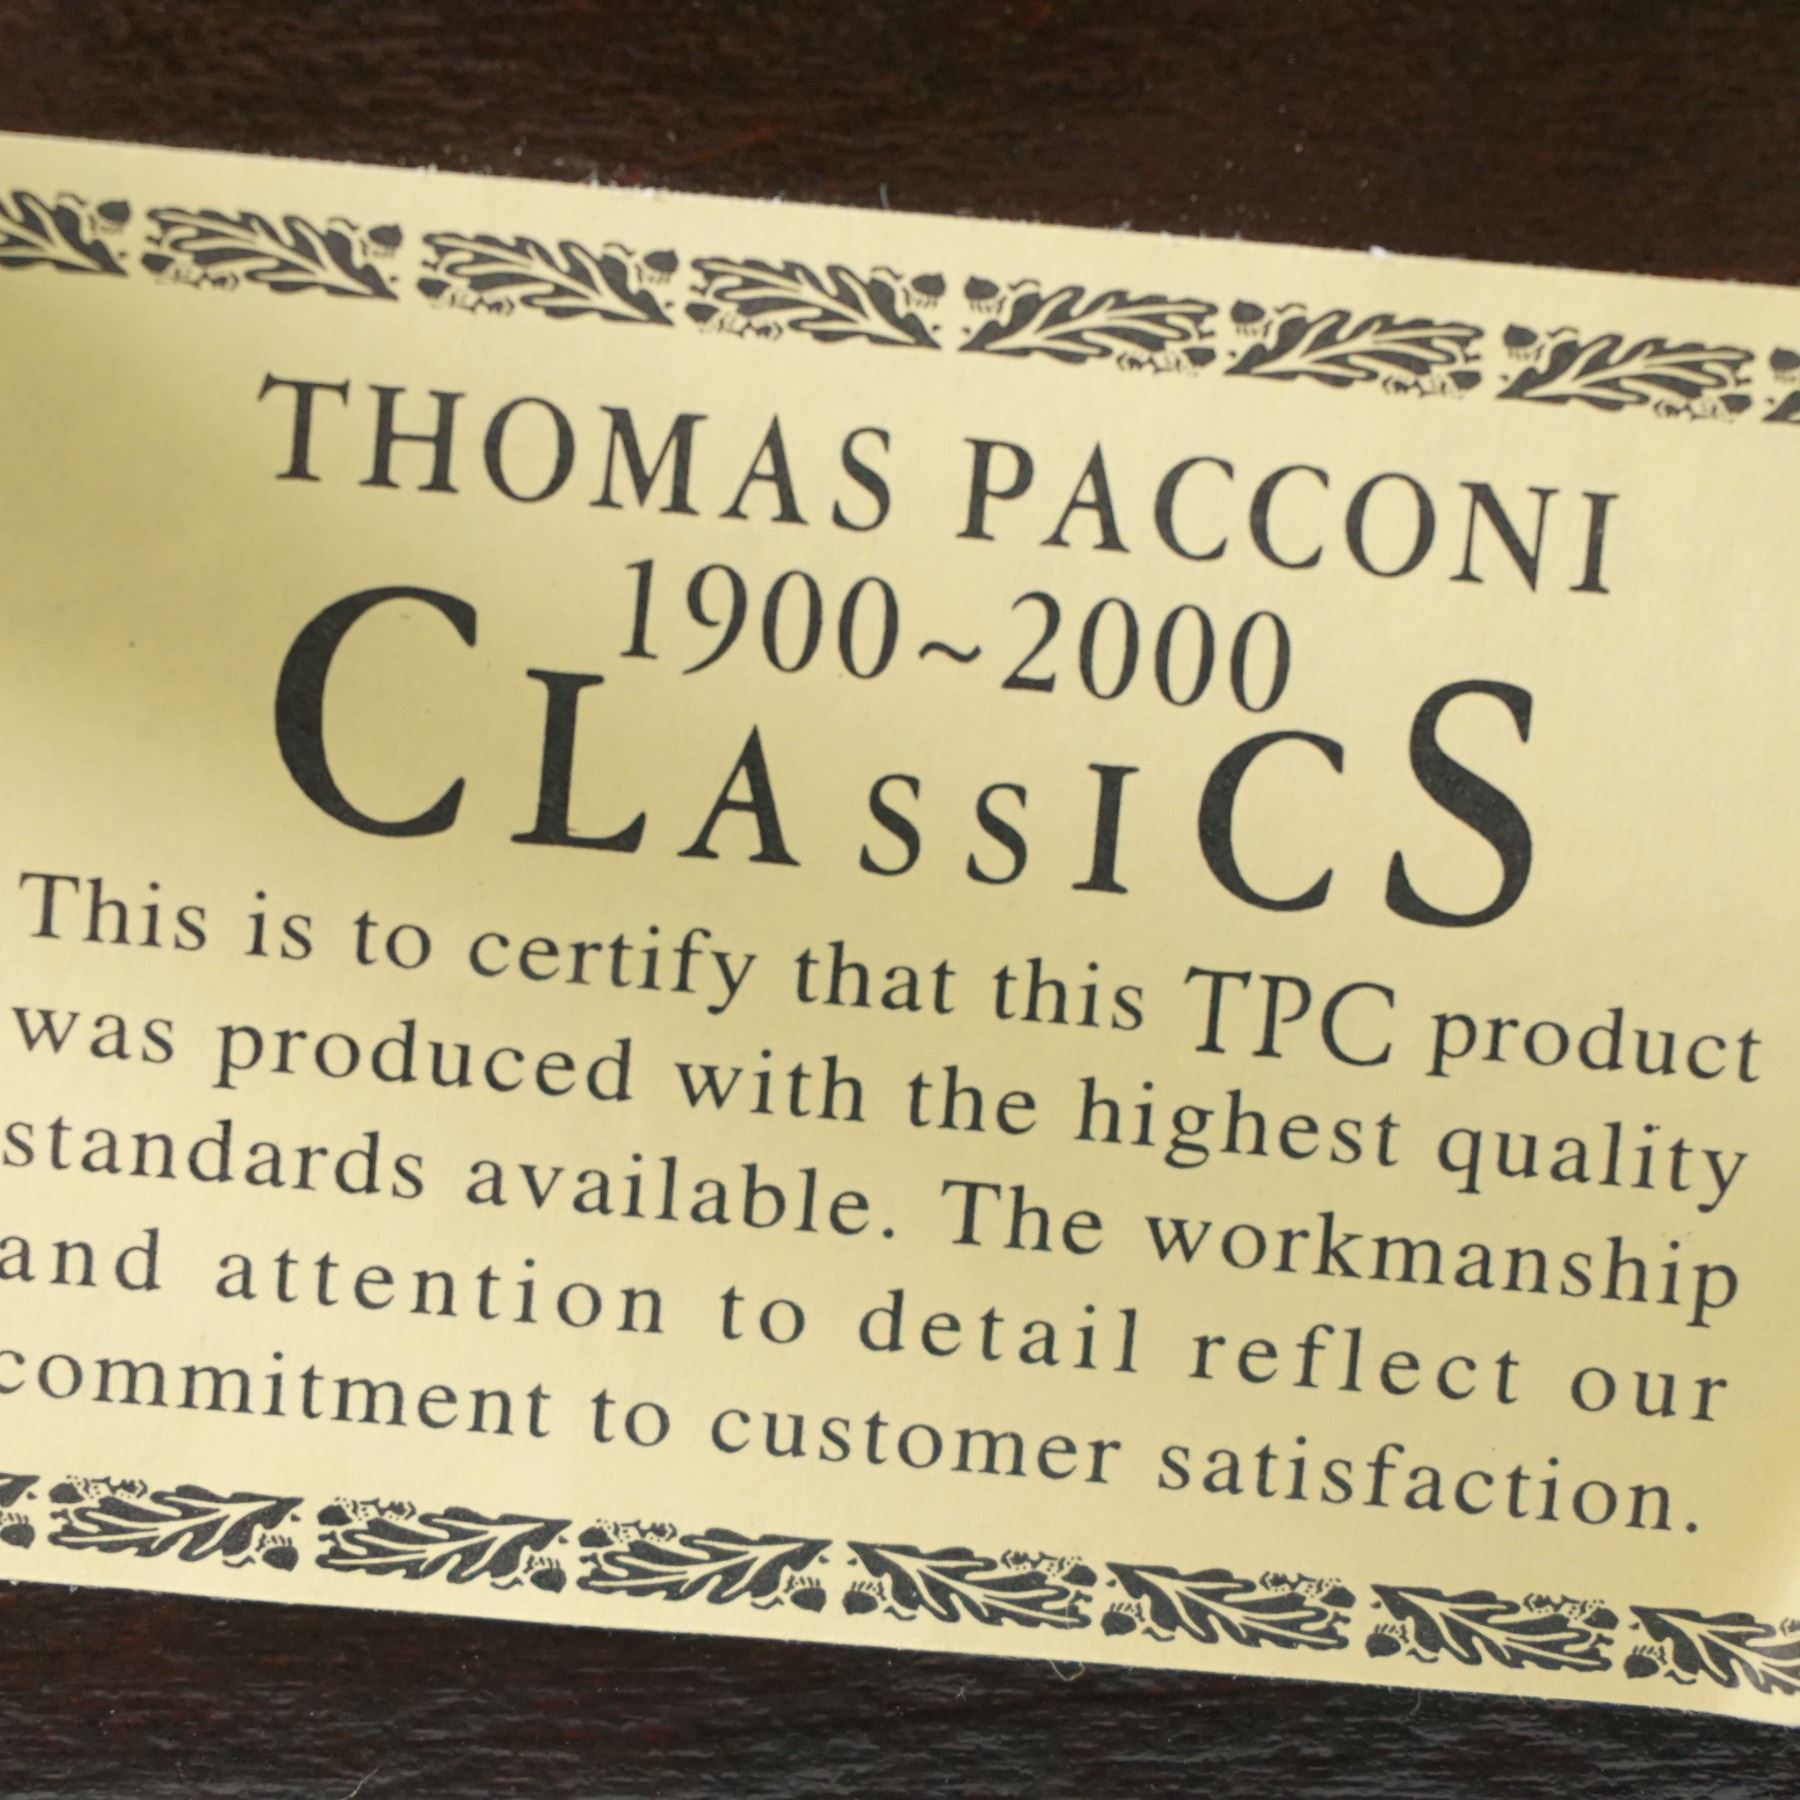 THOMAS PACCONI
1900~2000
CLASSICS
This is to certify that this TPC product
was produced with the highest quality
standards available. The workmanship
and attention to detail reflect our
commitment to customer satisfaction.